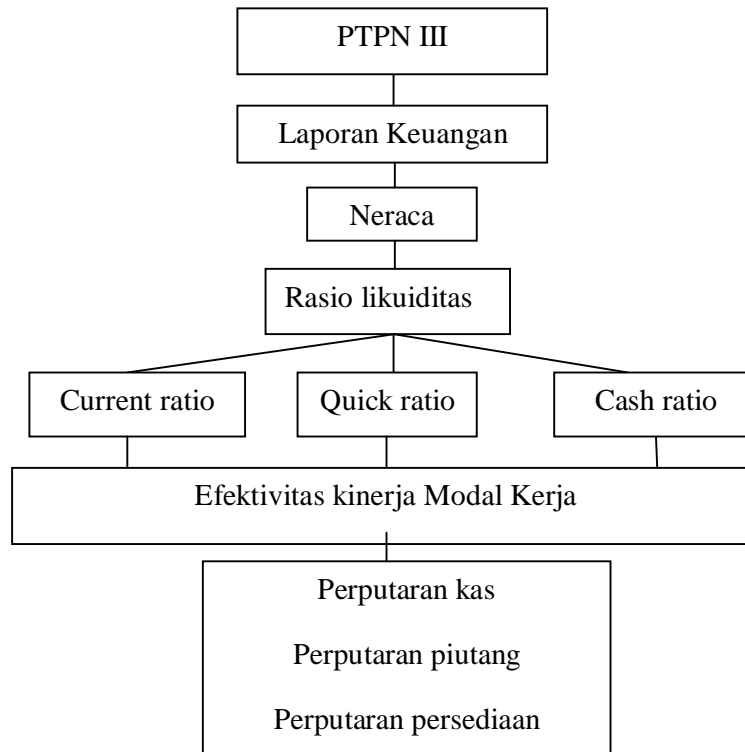 PTPN III
Laporan Keuangan
Neraca
Rasio likuiditas
Current ratio
Quick ratio
Cash ratio
Efektivitas kinerja Modal Kerja
Perputaran kas
Perputaran piutang
Perputaran persediaan